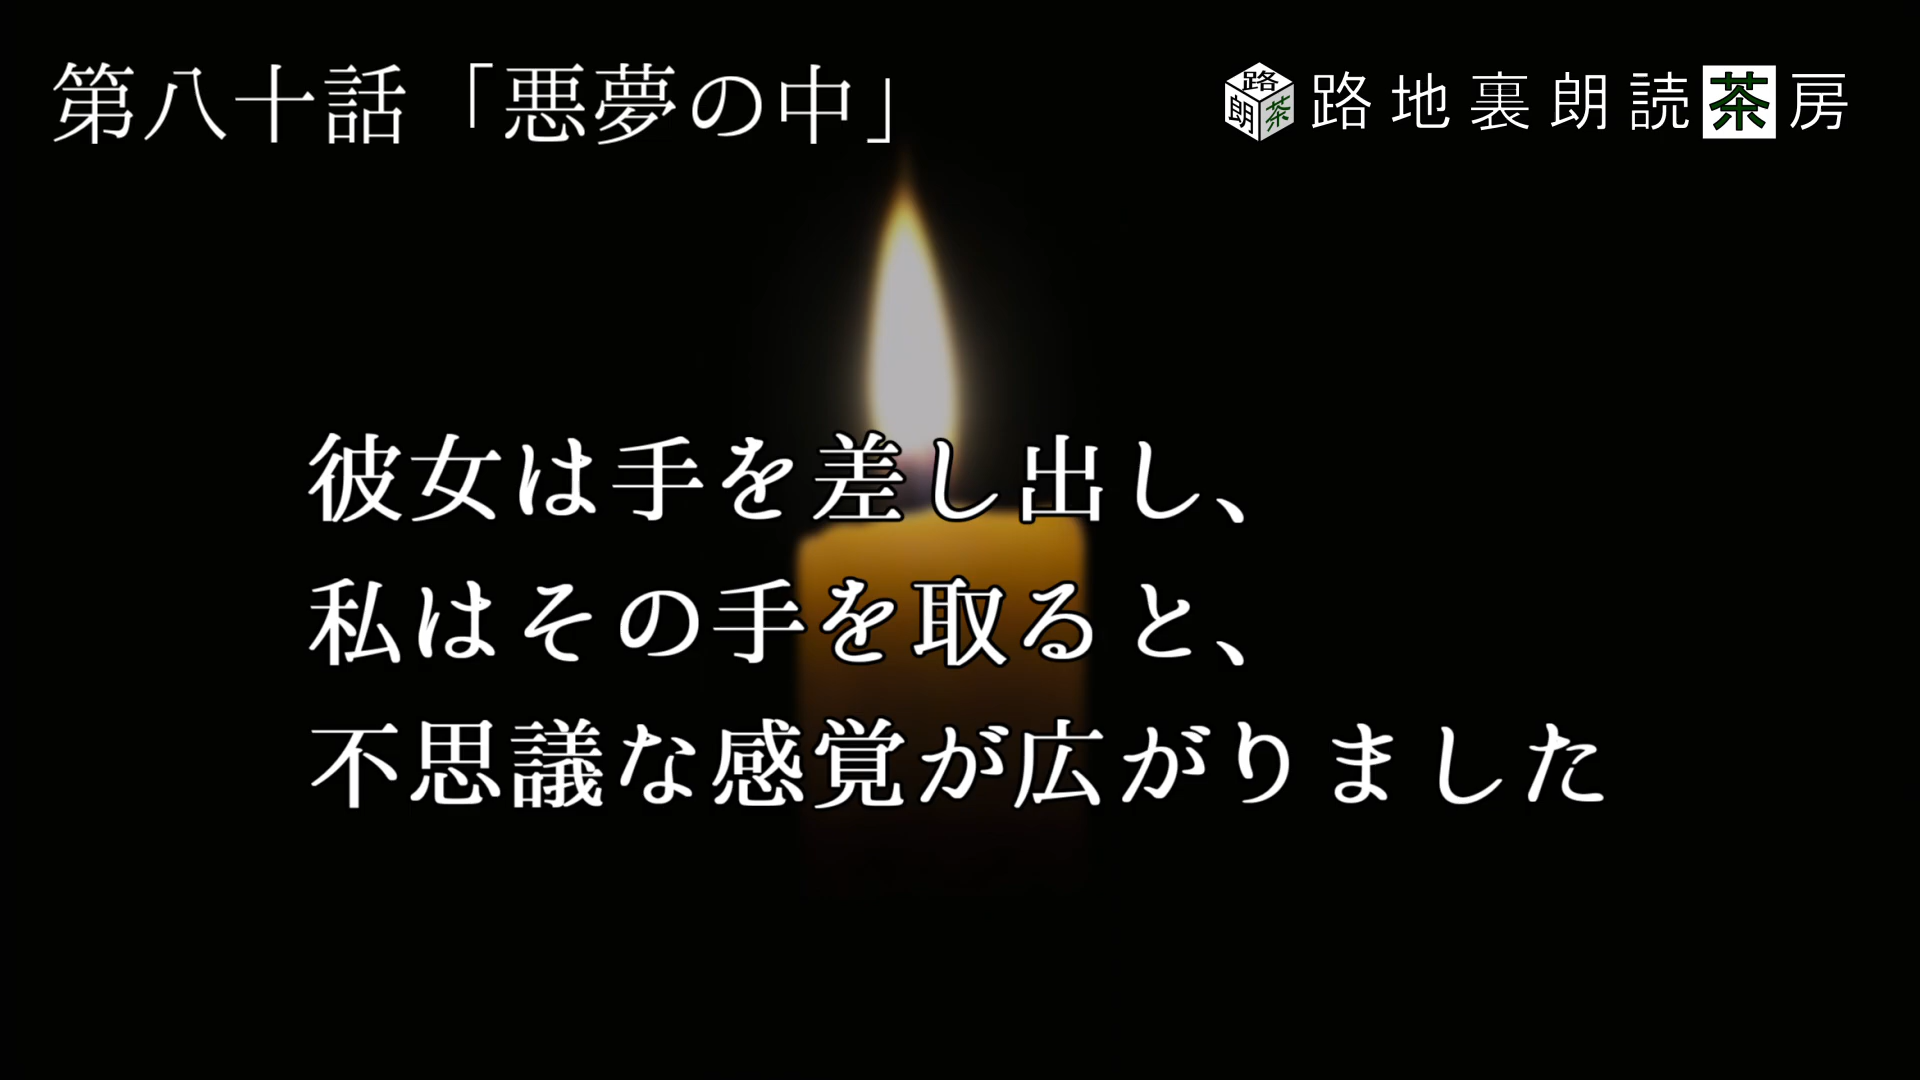 第八十話「悪夢の中」
路朗茶 路地裏朗読茶房
彼女は手を差し出し、
私はその手を取ると、
不思議な感覚が広がりました